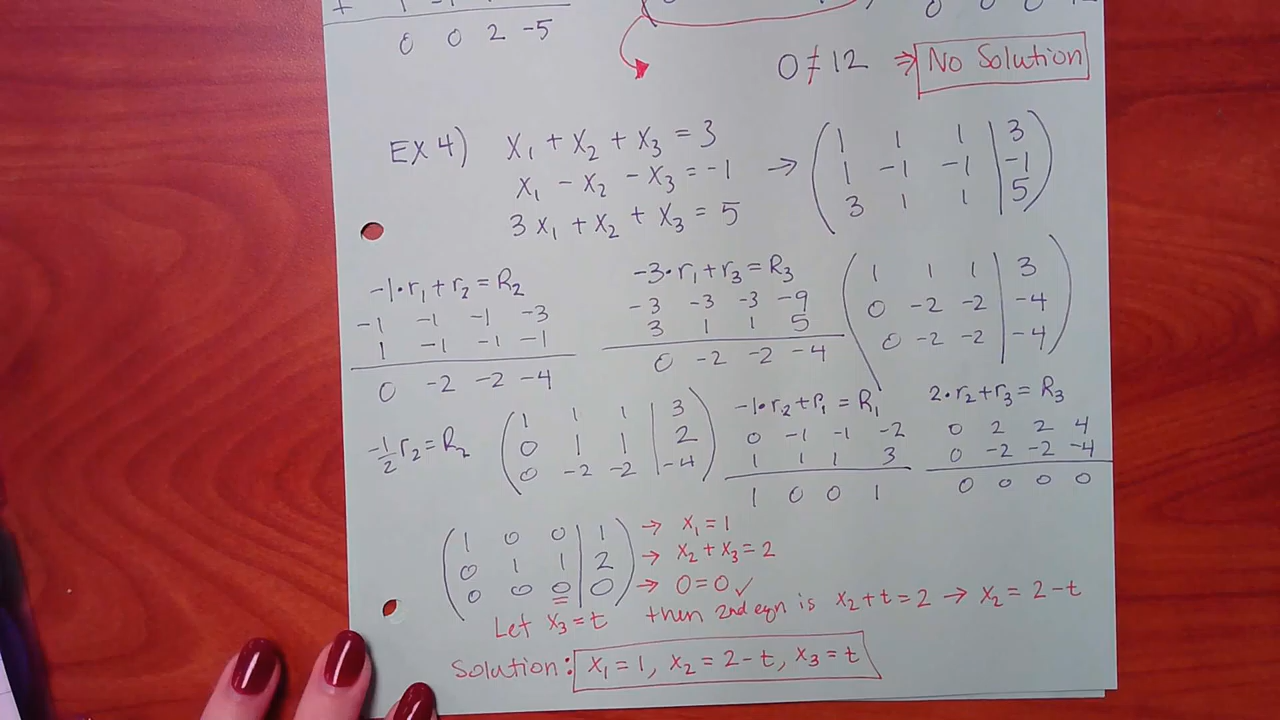 0 0 2 -5
0 ≠ 12 ⇒ No Solution
EX 4) x₁ + x₂ + x₃ = 3
x₁ - x₂ - x₃ = -1
3x₁ + x₂ + x₃ = 5
→
1 1 1 | 3
1 -1 -1 | -1
3 1 1 | 5
-1·r₁ + r₂ = R₂
-1 -1 -1 -3
1 -1 -1 -1
0 -2 -2 -4
-3·r₁ + r₃ = R₃
-3 -3 -3 -9
3 1 1 5
0 -2 -2 -4
1 1 1 | 3
0 -2 -2 | -4
0 -2 -2 | -4
-1/2 r₂ = R₂
1 1 1 | 3
0 1 1 | 2
0 -2 -2 | -4
-1·r₂ + r₁ = R₁
0 -1 -1 -2
1 1 1 3
1 0 0 1
2·r₂ + r₃ = R₃
0 2 2 4
0 -2 -2 -4
0 0 0 0
1 0 0 | 1 → x₁ = 1
0 1 1 | 2 → x₂ + x₃ = 2
0 0 0 | 0 → 0 = 0 ✓
Let x₃ = t then 2nd eqn is x₂ + t = 2 → x₂ = 2 - t
Solution: x₁ = 1, x₂ = 2 - t, x₃ = t